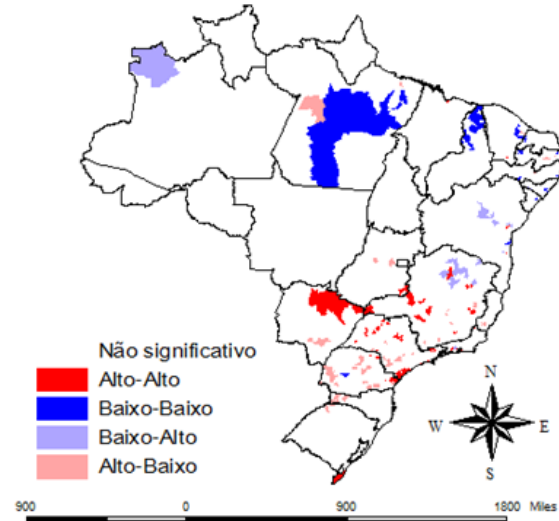 Não significativo
Alto-Alto
Baixo-Baixo
Baixo-Alto
Alto-Baixo
N
W E
S
900 0 900 1800 Miles